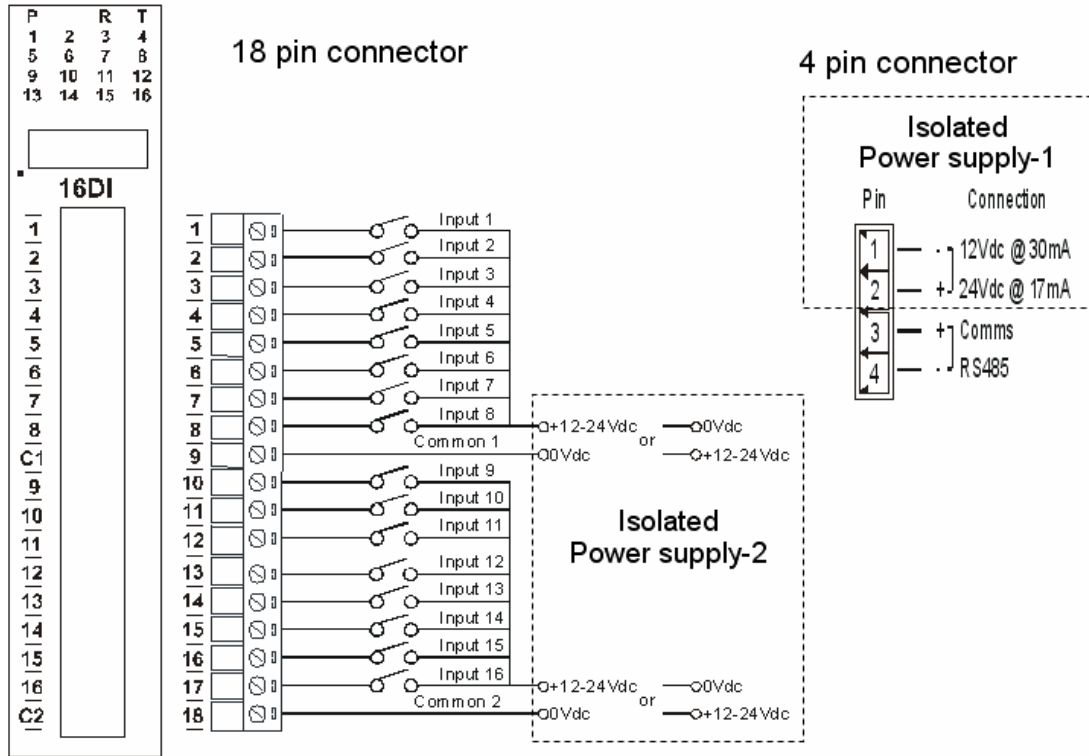 P R T
1 2 3 4
5 6 7 8
9 10 11 12
13 14 15 16
16DI
1
2
3
4
5
6
7
8
C1
9
10
11
12
13
14
15
16
C2
18 pin connector
1 Input 1
2 Input 2
3 Input 3
4 Input 4
5 Input 5
6 Input 6
7 Input 7
8 Input 8
9 Common 1
10 Input 9
11 Input 10
12 Input 11
13 Input 12
14 Input 13
15 Input 14
16 Input 15
17 Input 16
18 Common 2
+12-24Vdc or 0Vdc
0Vdc +12-24Vdc
Isolated
Power supply-2
+12-24Vdc or 0Vdc
0Vdc +12-24Vdc
4 pin connector
Isolated
Power supply-1
Pin Connection
1 - 12Vdc @ 30mA
2 + 24Vdc @ 17mA
3 + Comms
4 - RS485